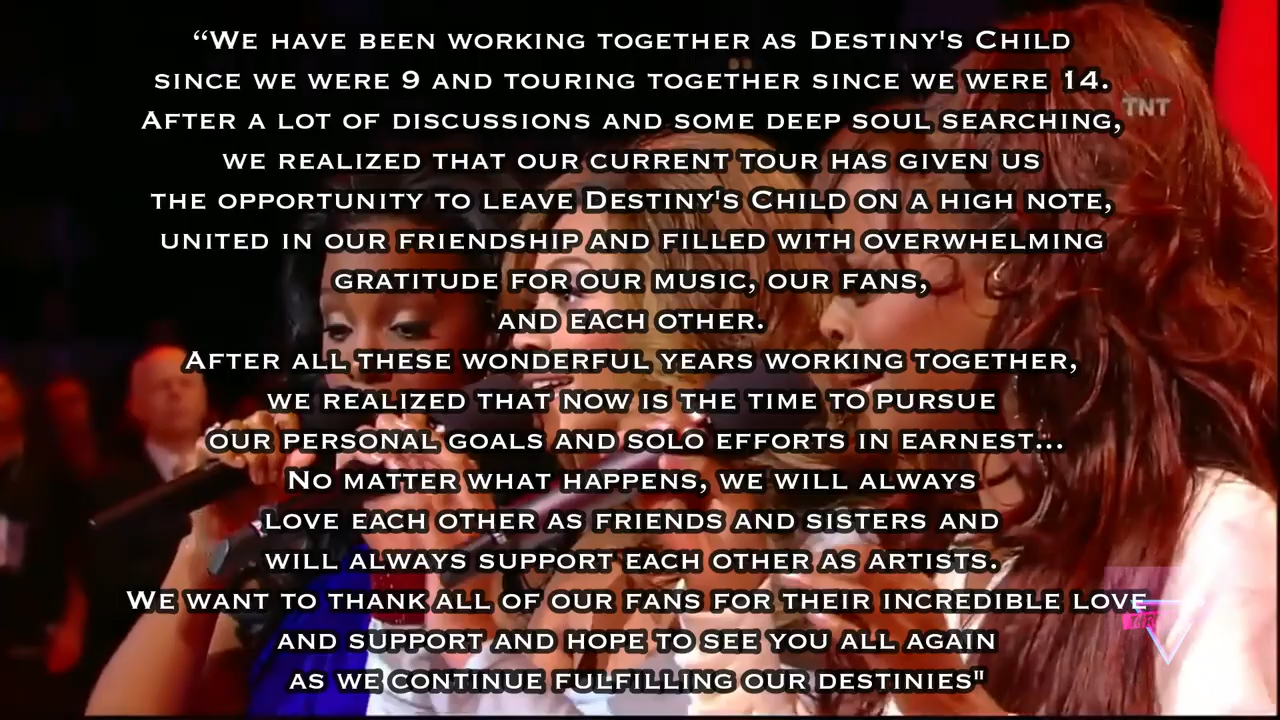 “We have been working together as Destiny's Child
since we were 9 and touring together since we were 14.
After a lot of discussions and some deep soul searching,
we realized that our current tour has given us
the opportunity to leave Destiny's Child on a high note,
united in our friendship and filled with overwhelming
gratitude for our music, our fans,
and each other.
After all these wonderful years working together,
we realized that now is the time to pursue
our personal goals and solo efforts in earnest...
No matter what happens, we will always
love each other as friends and sisters and
will always support each other as artists.
We want to thank all of our fans for their incredible love
and support and hope to see you all again
as we continue fulfilling our destinies"
TNT